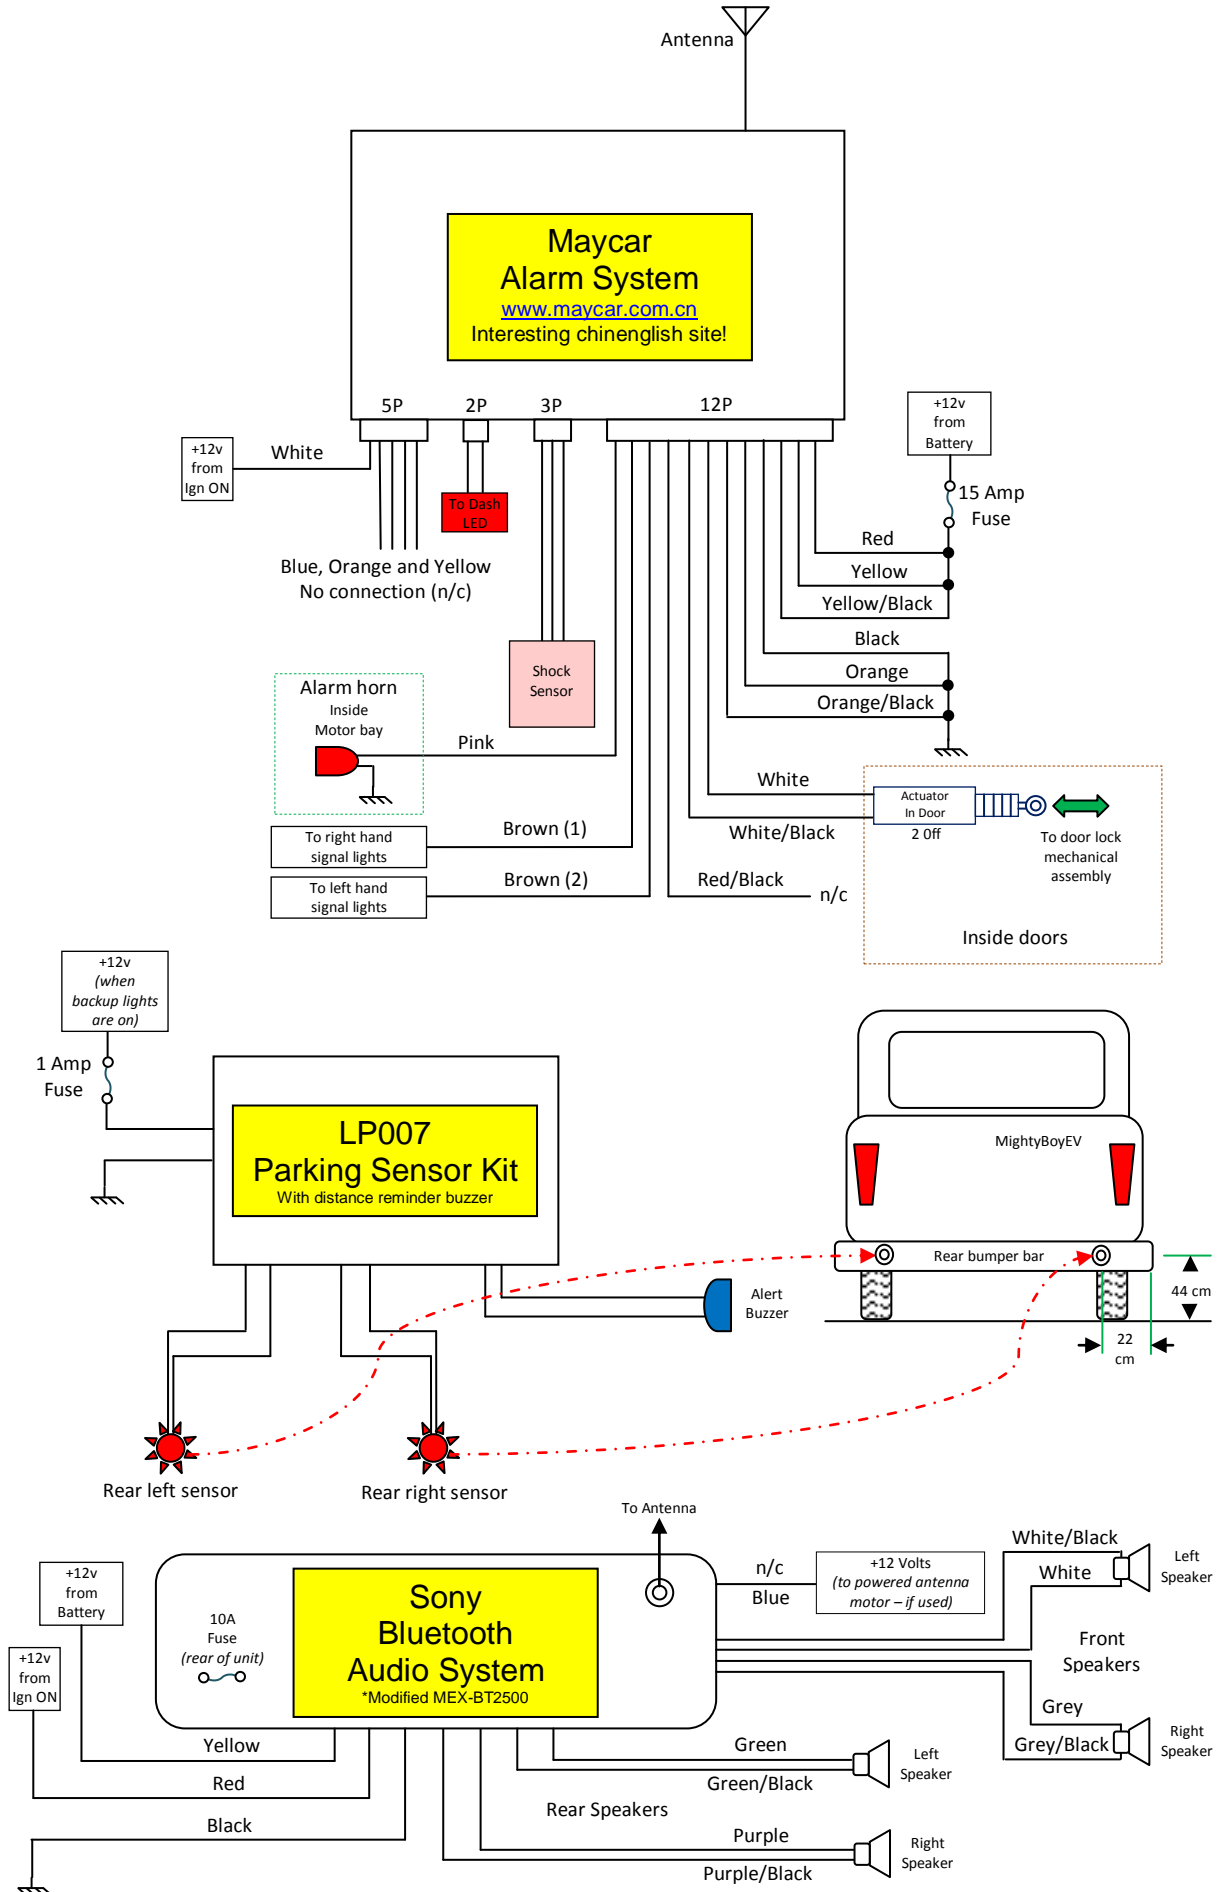 Antenna
Maycar
Alarm System
www.maycar.com.cn
Interesting chinenglish site!
5P
2P
3P
12P
+12v
from
Ign ON
White
To Dash
LED
Blue, Orange and Yellow
No connection (n/c)
+12v
from
Battery
15 Amp
Fuse
Red
Yellow
Yellow/Black
Black
Orange
Orange/Black
Shock
Sensor
Alarm horn
Inside
Motor bay
Pink
White
White/Black
Actuator
In Door
2 Off
To door lock
mechanical
assembly
Inside doors
To right hand
signal lights
Brown (1)
To left hand
signal lights
Brown (2)
Red/Black
n/c
+12v
(when
backup lights
are on)
1 Amp
Fuse
LP007
Parking Sensor Kit
With distance reminder buzzer
MightyBoyEV
Rear bumper bar
44 cm
22
cm
Alert
Buzzer
Rear left sensor
Rear right sensor
To Antenna
+12v
from
Battery
+12v
from
Ign ON
10A
Fuse
(rear of unit)
Sony
Bluetooth
Audio System
*Modified MEX-BT2500
n/c
Blue
+12 Volts
(to powered antenna
motor – if used)
White/Black
White
Left
Speaker
Front
Speakers
Grey
Grey/Black
Right
Speaker
Yellow
Red
Black
Green
Green/Black
Left
Speaker
Rear Speakers
Purple
Purple/Black
Right
Speaker